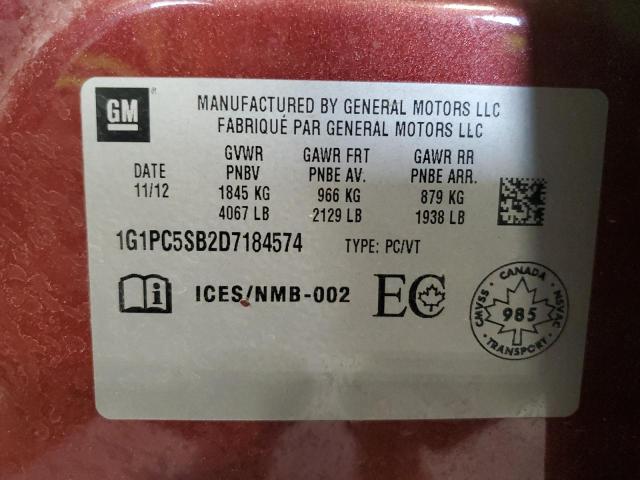 GM ®
MANUFACTURED BY GENERAL MOTORS LLC
FABRIQUÉ PAR GENERAL MOTORS LLC
DATE
11/12
GVWR
PNBV
1845 KG
4067 LB
GAWR FRT
PNBE AV.
966 KG
2129 LB
GAWR RR
PNBE ARR.
879 KG
1938 LB
1G1PC5SB2D7184574 TYPE: PC/VT
i ICES/NMB-002 EC
CANADA
CMVSS 985 NSVAC
TRANSPORT